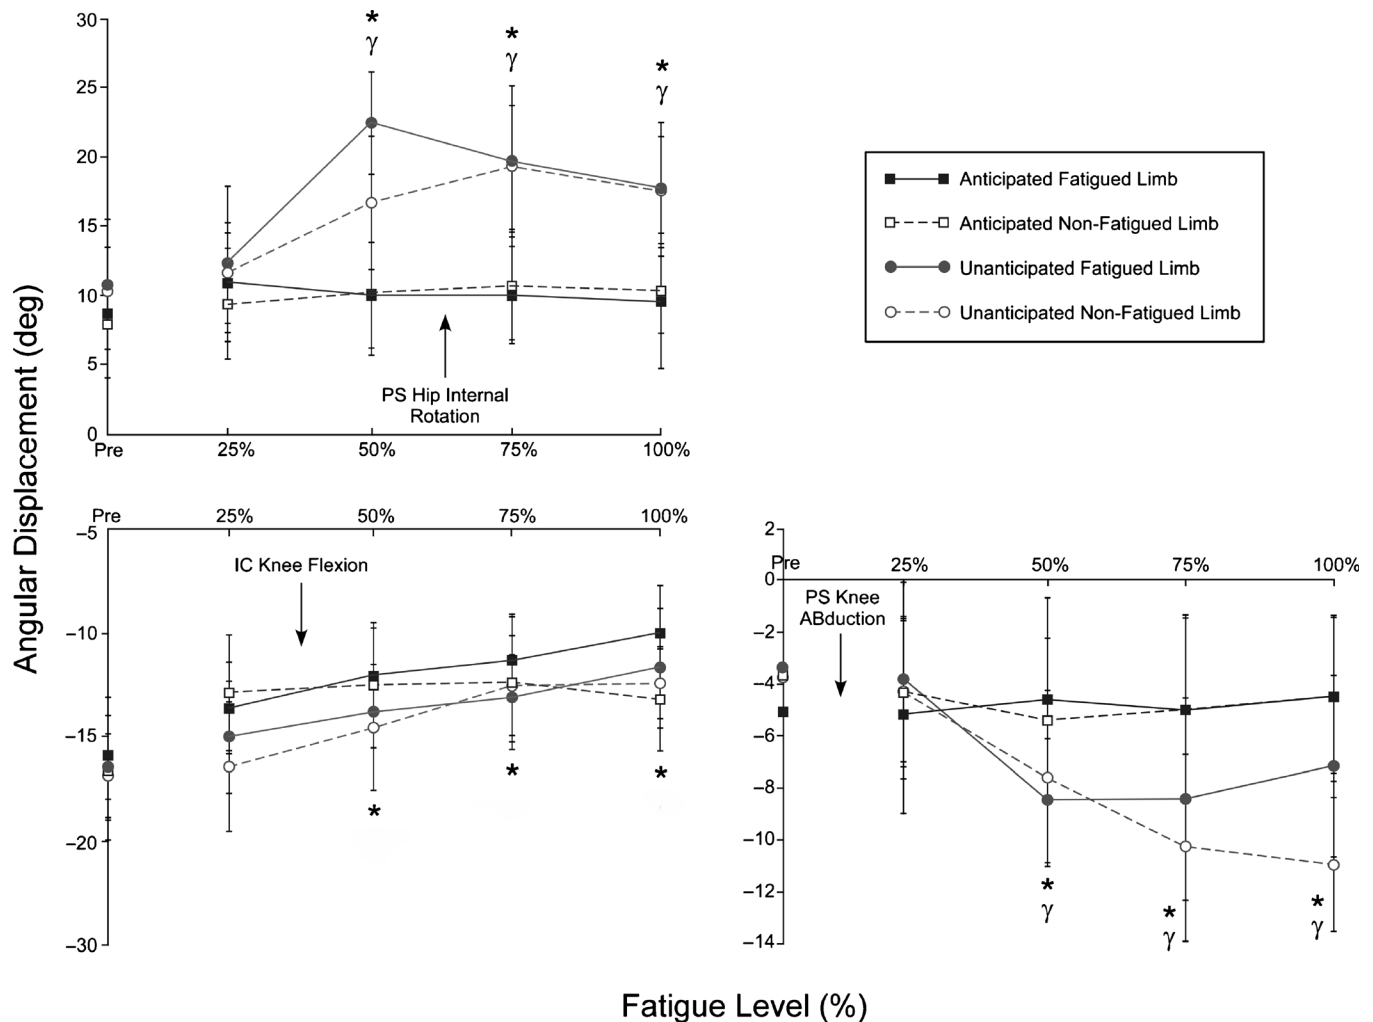 Angular Displacement (deg)
30
25
20
15
10
5
0
* * *
γ γ γ
PS Hip Internal
Rotation
Pre 25% 50% 75% 100%
Anticipated Fatigued Limb
Anticipated Non-Fatigued Limb
Unanticipated Fatigued Limb
Unanticipated Non-Fatigued Limb
Pre 25% 50% 75% 100%
–5
–10
–15
–20
–30
IC Knee Flexion
* * *
2
0
–2
–4
–6
–8
–10
–12
–14
Pre 25% 50% 75% 100%
PS Knee
ABduction
* * *
γ γ γ
Fatigue Level (%)